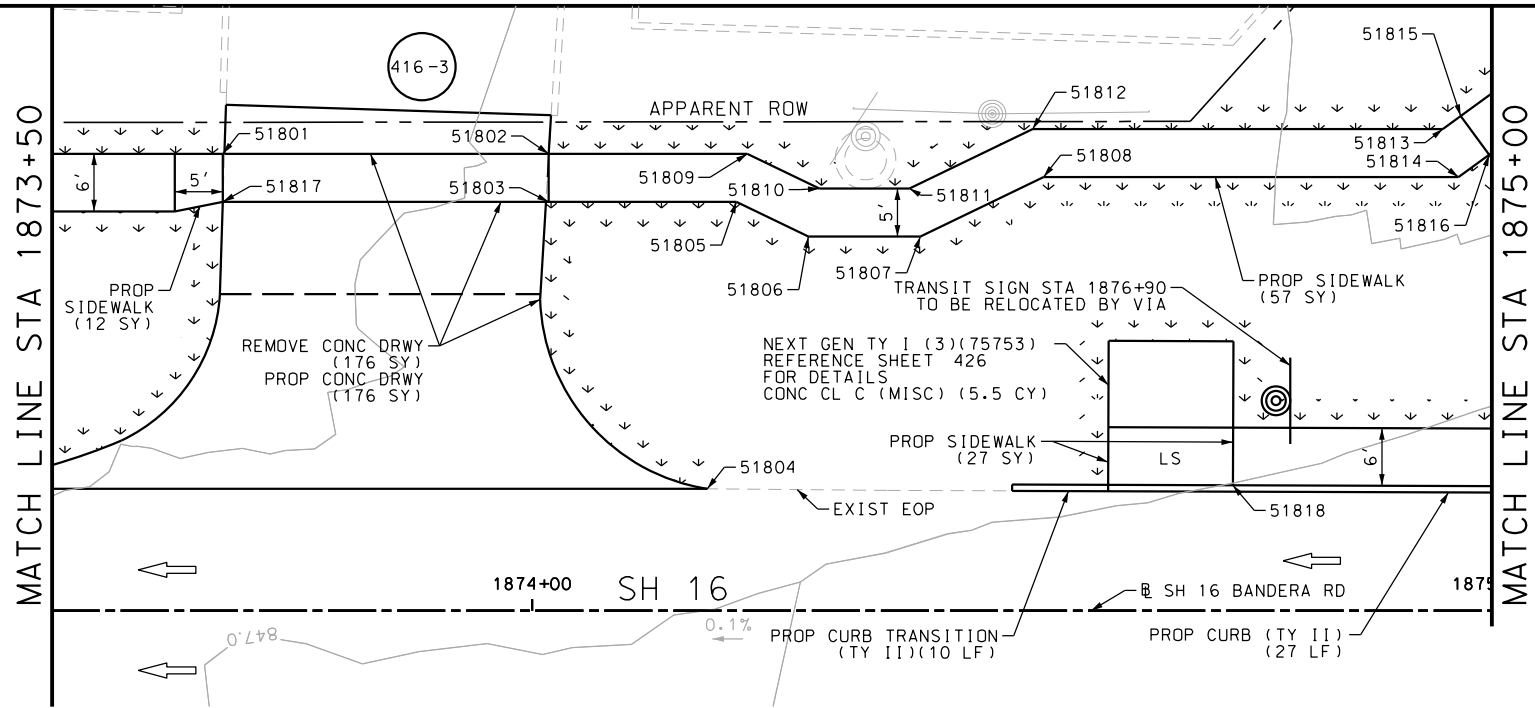 MATCH LINE STA 1873+50
416-3
APPARENT ROW
51801
51802
51812
51815
51813
51814
51808
51809
51810
51811
51816
6'
5'
51817
51803
5'
51805
51806
51807
PROP
SIDEWALK
(12 SY)
TRANSIT SIGN STA 1876+90
TO BE RELOCATED BY VIA
PROP SIDEWALK
(57 SY)
REMOVE CONC DRWY
(176 SY)
PROP CONC DRWY
(176 SY)
NEXT GEN TY I (3)(75753)
REFERENCE SHEET 426
FOR DETAILS
CONC CL C (MISC) (5.5 CY)
PROP SIDEWALK
(27 SY)
LS
6'
51804
EXIST EOP
51818
1874+00
SH 16
℄ SH 16 BANDERA RD
1875
847.0
0.1%
PROP CURB TRANSITION
(TY II)(10 LF)
PROP CURB (TY II)
(27 LF)
MATCH LINE STA 1875+00